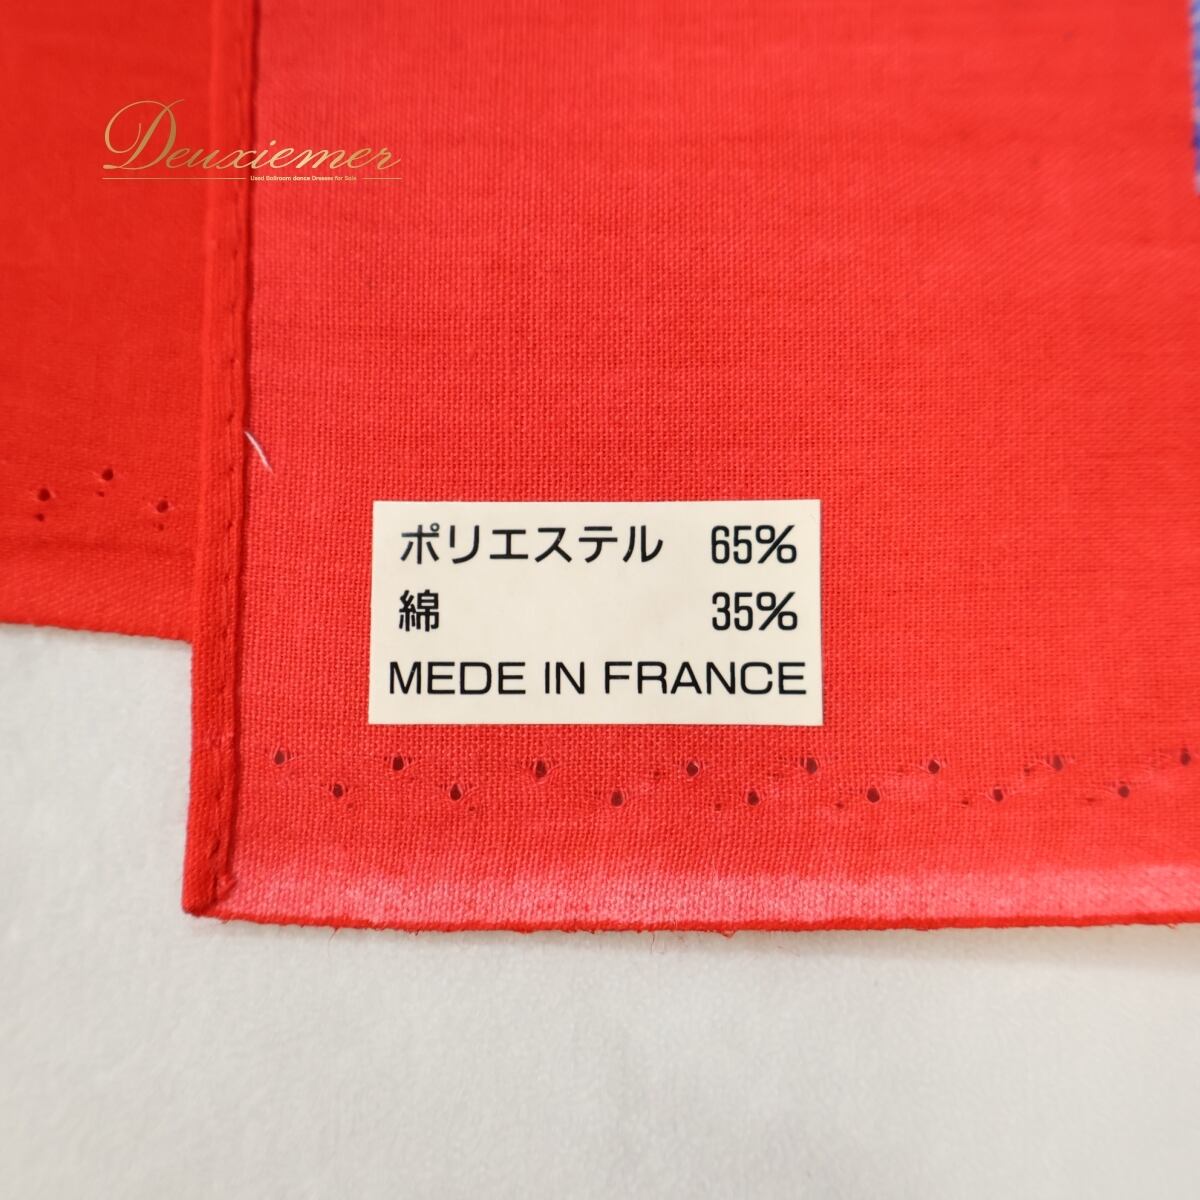 Deuxiemer
Used Ballroom dance Dresses for Sale
ポリエステル 65%
綿 35%
MEDE IN FRANCE